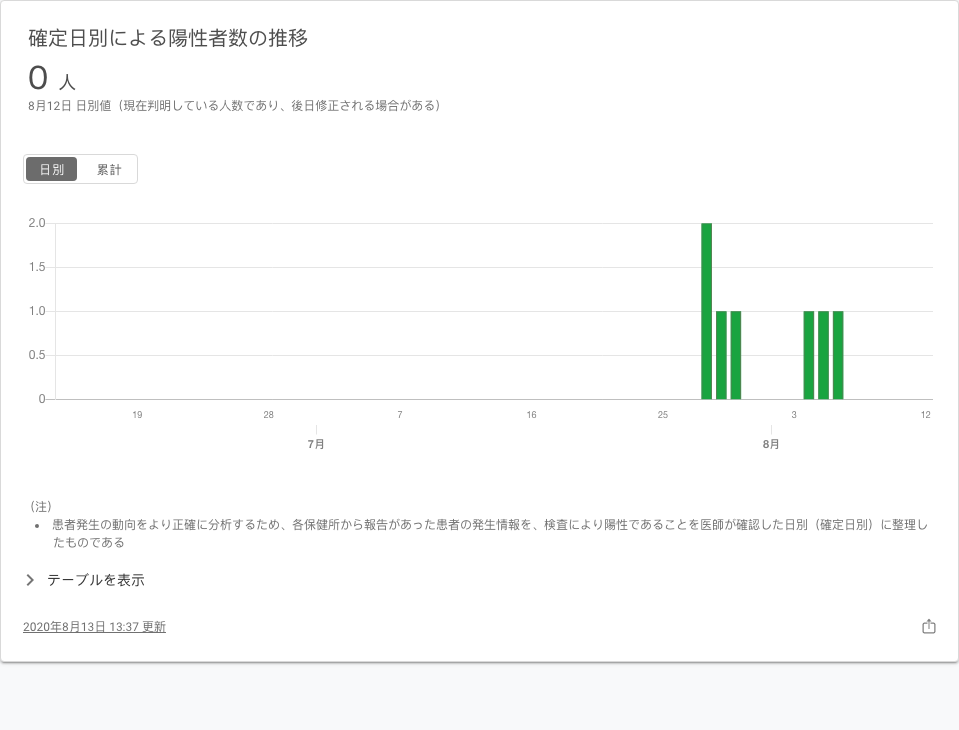 確定日別による陽性者数の推移
0 人
8月12日 日別値（現在判明している人数であり、後日修正される場合がある）
日別 累計
2.0
1.5
1.0
0.5
0
19 28 7 16 25 3 12
7月 8月
（注）
• 患者発生の動向をより正確に分析するため、各保健所から報告があった患者の発生情報を、検査により陽性であることを医師が確認した日別（確定日別）に整理し
たものである
テーブルを表示
2020年8月13日 13:37 更新